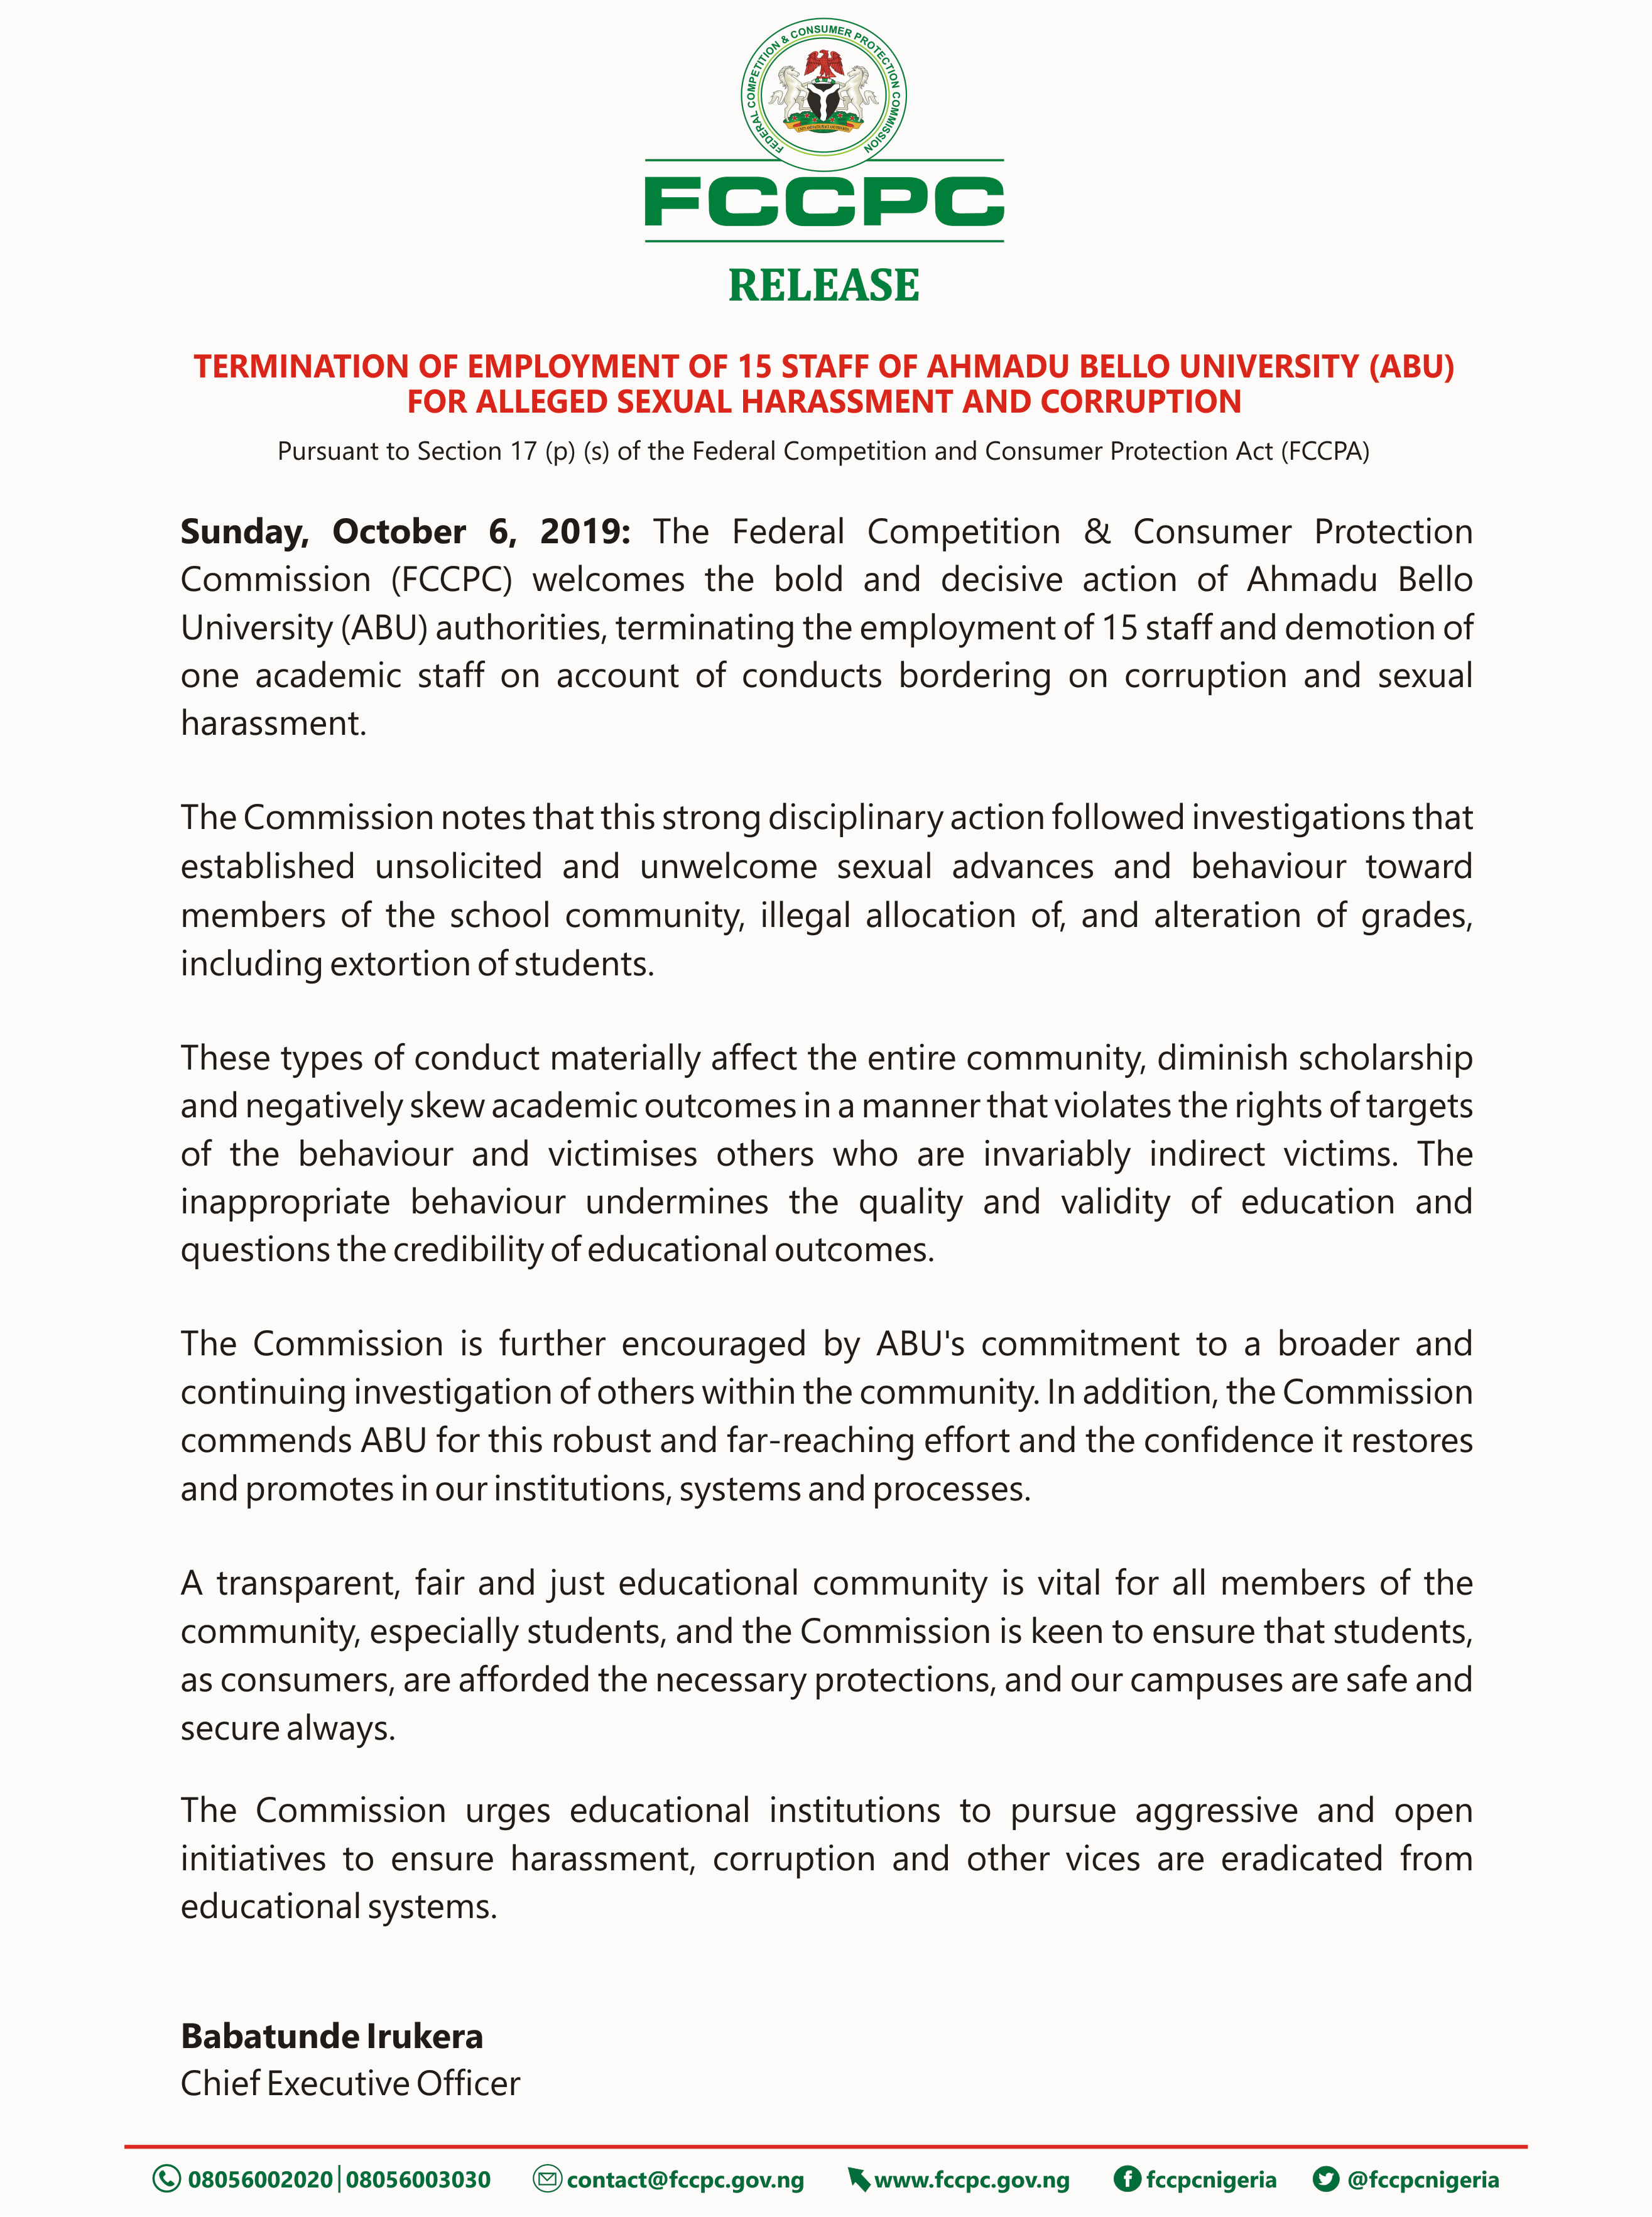 FEDERAL COMPETITION & CONSUMER PROTECTION COMMISSION
FCCPC
RELEASE
TERMINATION OF EMPLOYMENT OF 15 STAFF OF AHMADU BELLO UNIVERSITY (ABU)
FOR ALLEGED SEXUAL HARASSMENT AND CORRUPTION
Pursuant to Section 17 (p) (s) of the Federal Competition and Consumer Protection Act (FCCPA)
Sunday, October 6, 2019: The Federal Competition & Consumer Protection
Commission (FCCPC) welcomes the bold and decisive action of Ahmadu Bello
University (ABU) authorities, terminating the employment of 15 staff and demotion of
one academic staff on account of conducts bordering on corruption and sexual
harassment.
The Commission notes that this strong disciplinary action followed investigations that
established unsolicited and unwelcome sexual advances and behaviour toward
members of the school community, illegal allocation of, and alteration of grades,
including extortion of students.
These types of conduct materially affect the entire community, diminish scholarship
and negatively skew academic outcomes in a manner that violates the rights of targets
of the behaviour and victimises others who are invariably indirect victims. The
inappropriate behaviour undermines the quality and validity of education and
questions the credibility of educational outcomes.
The Commission is further encouraged by ABU's commitment to a broader and
continuing investigation of others within the community. In addition, the Commission
commends ABU for this robust and far-reaching effort and the confidence it restores
and promotes in our institutions, systems and processes.
A transparent, fair and just educational community is vital for all members of the
community, especially students, and the Commission is keen to ensure that students,
as consumers, are afforded the necessary protections, and our campuses are safe and
secure always.
The Commission urges educational institutions to pursue aggressive and open
initiatives to ensure harassment, corruption and other vices are eradicated from
educational systems.
Babatunde Irukera
Chief Executive Officer
08056002020|08056003030 contact@fccpc.gov.ng www.fccpc.gov.ng fccpcnigeria @fccpcnigeria